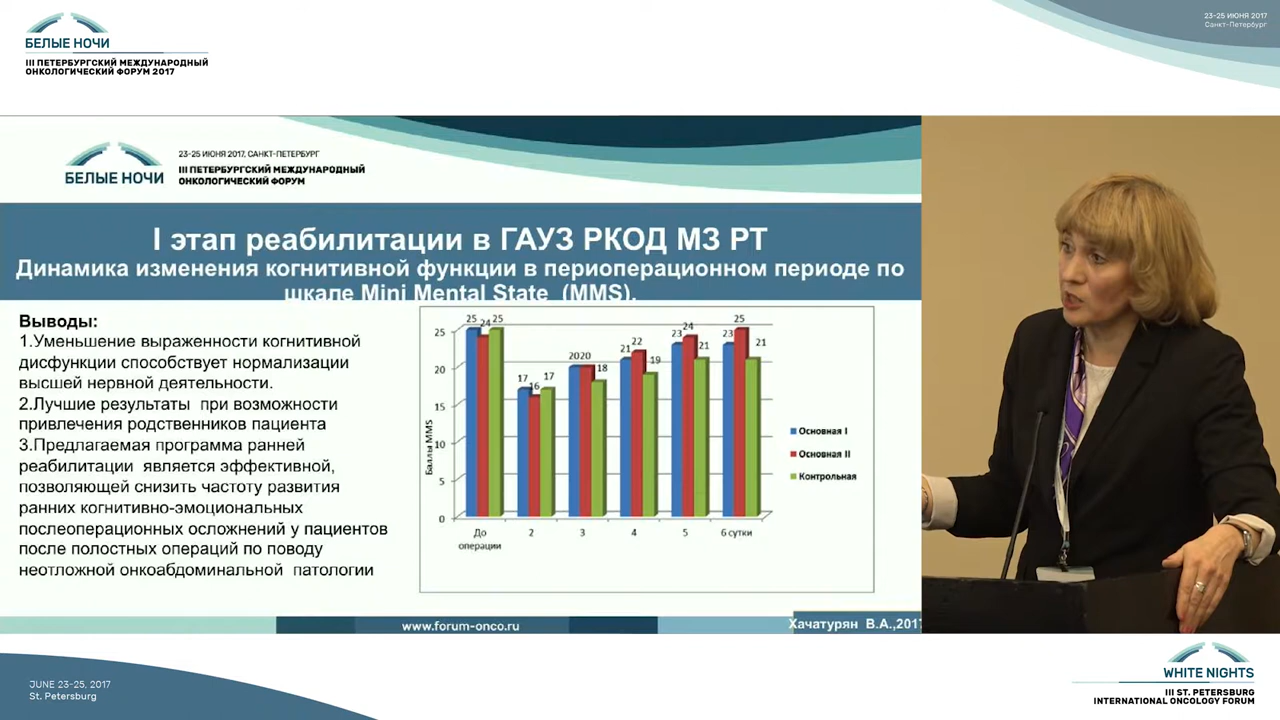 БЕЛЫЕ НОЧИ
III ПЕТЕРБУРГСКИЙ МЕЖДУНАРОДНЫЙ
ОНКОЛОГИЧЕСКИЙ ФОРУМ 2017
23-25 ИЮНЯ 2017
Санкт-Петербург
БЕЛЫЕ НОЧИ
23-25 ИЮНЯ 2017, САНКТ-ПЕТЕРБУРГ
III ПЕТЕРБУРГСКИЙ МЕЖДУНАРОДНЫЙ
ОНКОЛОГИЧЕСКИЙ ФОРУМ
I этап реабилитации в ГАУЗ РКОД МЗ РТ
Динамика изменения когнитивной функции в периоперационном периоде по
шкале Mini Mental State (MMS).
Выводы:
1.Уменьшение выраженности когнитивной
дисфункции способствует нормализации
высшей нервной деятельности.
2.Лучшие результаты при возможности
привлечения родственников пациента
3.Предлагаемая программа ранней
реабилитации является эффективной,
позволяющей снизить частоту развития
ранних когнитивно-эмоциональных
послеоперационных осложнений у пациентов
после полостных операций по поводу
неотложной онкоабдоминальной патологии
Баллы MMS
25
20
15
10
5
0
25 24 25
17 16 17
2020 18
21 22 19
23 24 21
23 25 21
До операции 2 3 4 5 6 сутки
Основная I
Основная II
Контрольная
www.forum-onco.ru
Хачатурян В.А.,2017
JUNE 23-25, 2017
St. Petersburg
WHITE NIGHTS
III ST. PETERSBURG
INTERNATIONAL ONCOLOGY FORUM